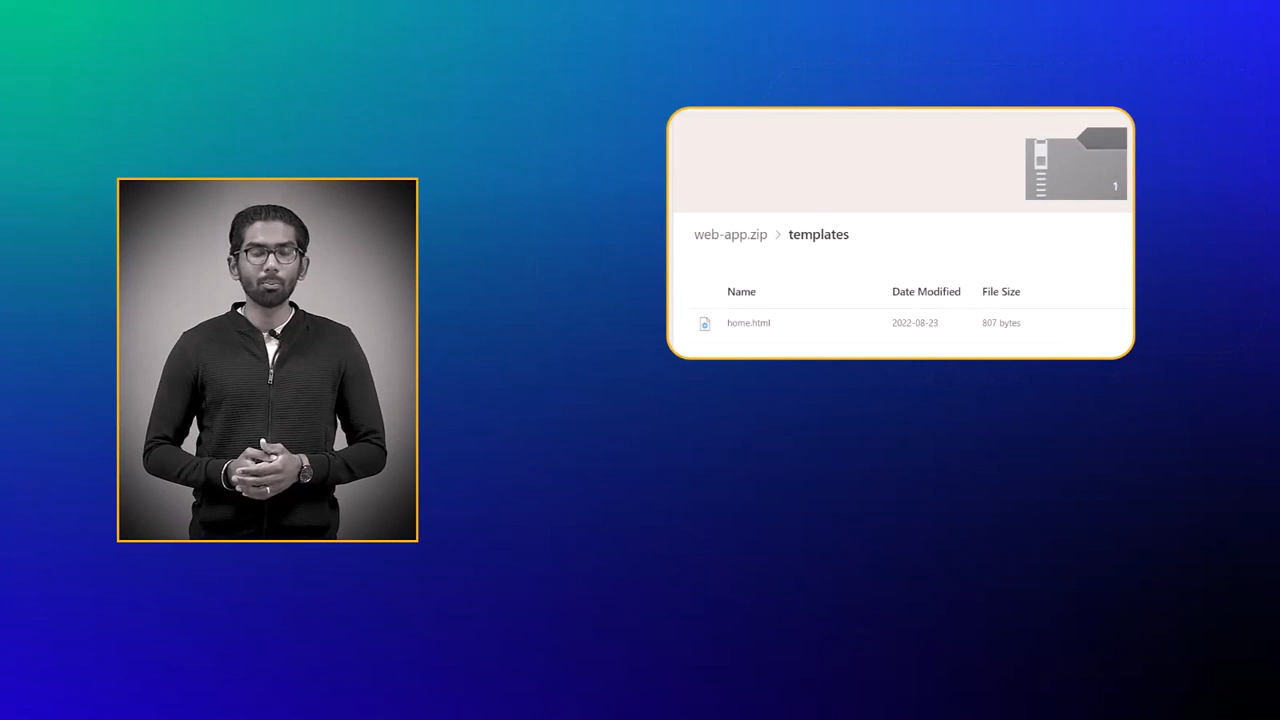 1
web-app.zip > templates
Name Date Modified File Size
home.html 2022-08-23 807 bytes